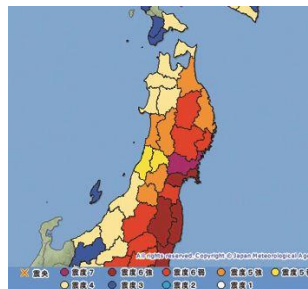 All rights reserved. Copyright © Japan Meteorological Age
震央 震度7 震度6強 震度6弱 震度5強 震度5弱
震度4 震度3 震度2 震度1